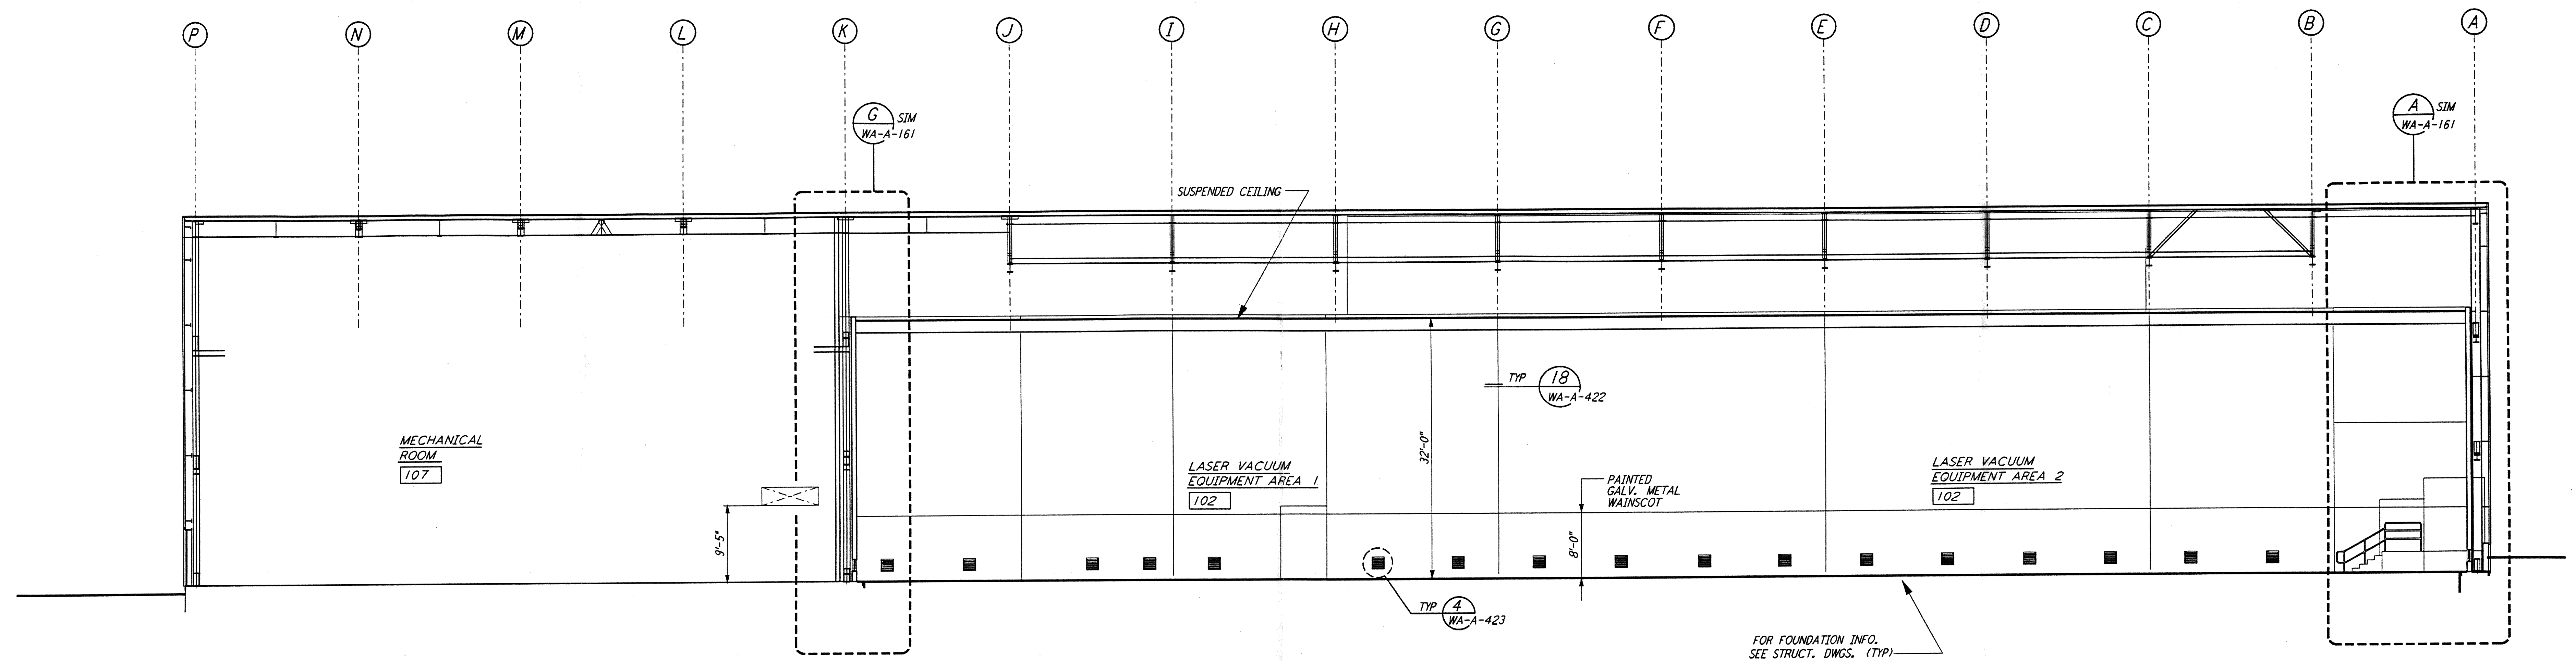 P N M L K J I H G F E D C B A
G SIM
WA-A-161
A SIM
WA-A-161
SUSPENDED CEILING
TYP 18
WA-A-422
MECHANICAL
ROOM
107
LASER VACUUM
EQUIPMENT AREA 1
102
32'-0"
PAINTED
GALV. METAL
WAINSCOT
LASER VACUUM
EQUIPMENT AREA 2
102
9'-5"
8'-0"
TYP 4
WA-A-423
FOR FOUNDATION INFO.
SEE STRUCT. DWGS. (TYP)